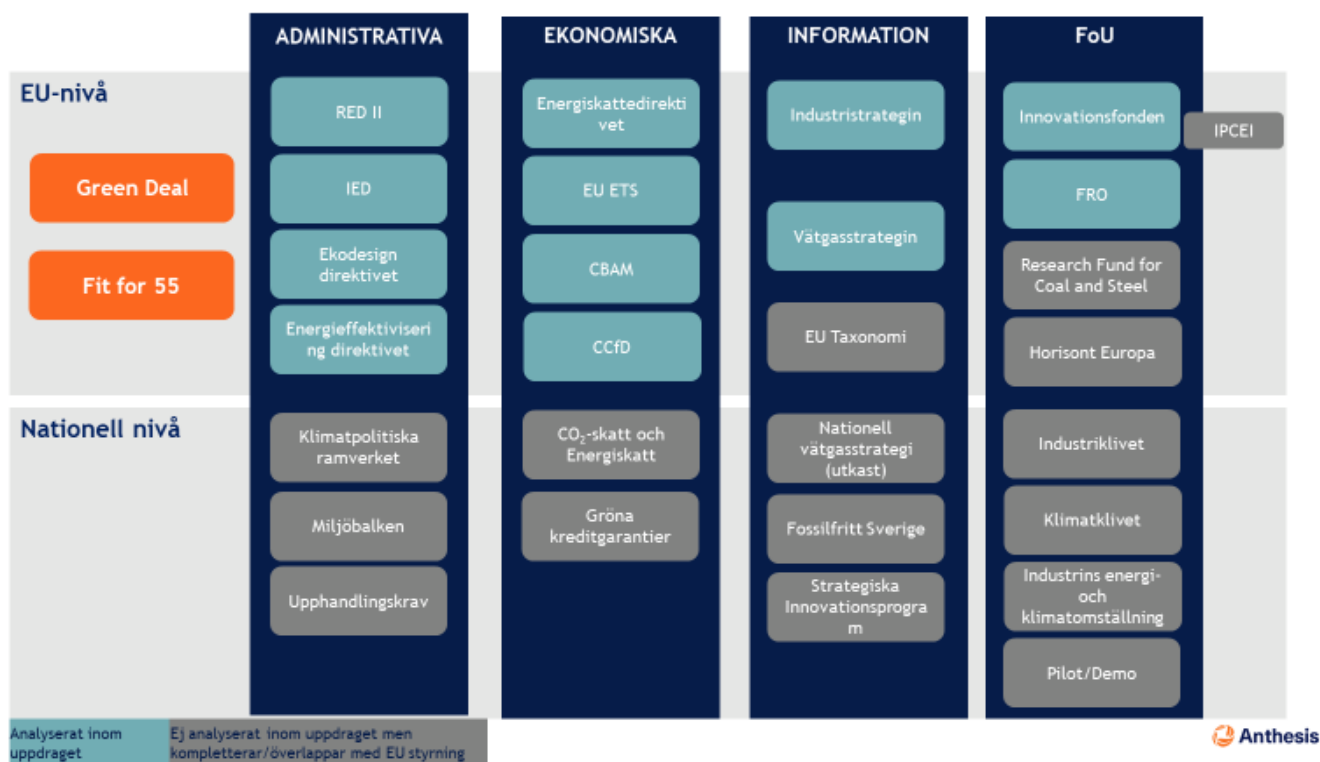 ADMINISTRATIVA
EKONOMISKA
INFORMATION
FoU
EU-nivå
Green Deal
Fit for 55
RED II
IED
Ekodesign
direktivet
Energieffektiviseri
ng direktivet
Energiskattedirekti
vet
EU ETS
CBAM
CCfD
Industristrategin
Vätgasstrategin
EU Taxonomi
Innovationsfonden
IPCEI
FRO
Research Fund for
Coal and Steel
Horisont Europa
Nationell nivå
Klimatpolitiska
ramverket
Miljöbalken
Upphandlingskrav
CO₂-skatt och
Energiskatt
Gröna
kreditgarantier
Nationell
vätgasstrategi
(utkast)
Fossilfritt Sverige
Strategiska
Innovationsprogra
m
Industriklivet
Klimatklivet
Industrins energi-
och
klimatomställning
Pilot/Demo
Analyserat inom
uppdraget
Ej analyserat inom uppdraget men
kompletterar/överlappar med EU styrning
Anthesis